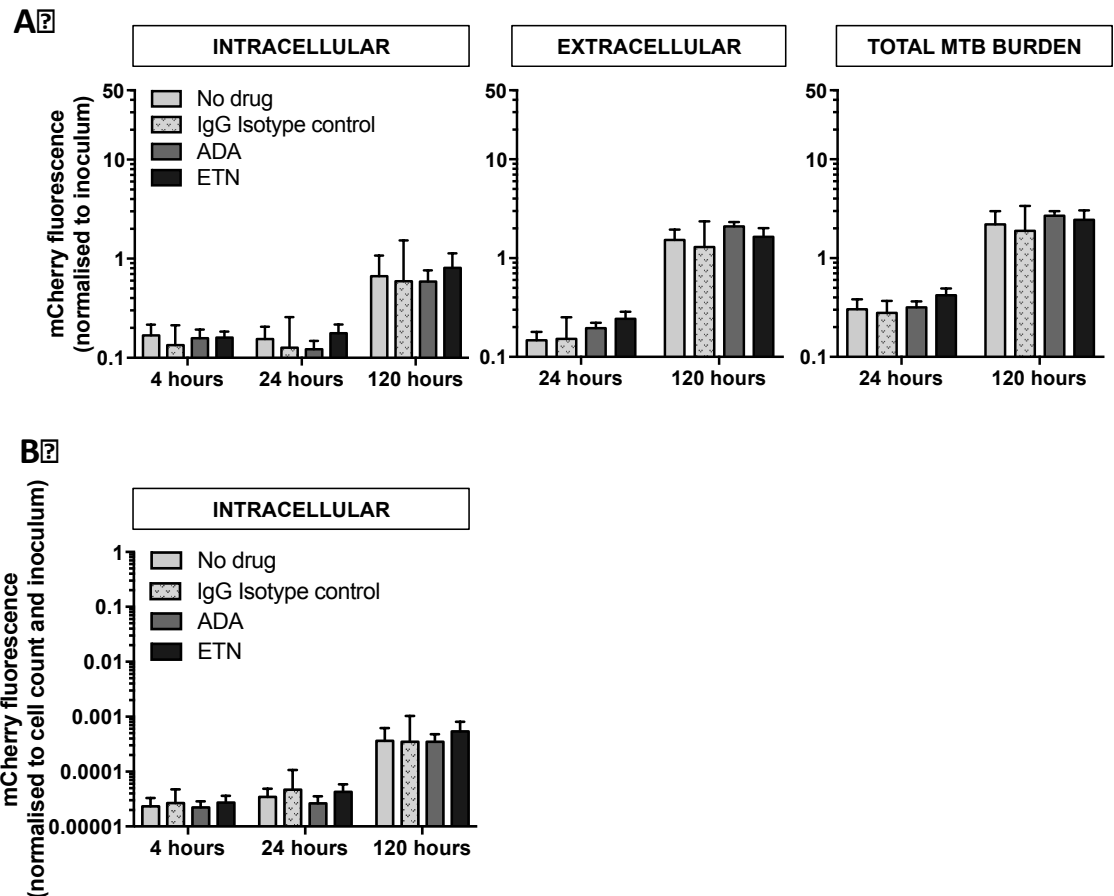 A
INTRACELLULAR
EXTRACELLULAR
TOTAL MTB BURDEN
mCherry fluorescence
(normalised to inoculum)
50
10
1
0.1
No drug
IgG Isotype control
ADA
ETN
4 hours
24 hours
120 hours
50
10
1
0.1
24 hours
120 hours
50
10
1
0.1
24 hours
120 hours
B
INTRACELLULAR
mCherry fluorescence
(normalised to cell count and inoculum)
1
0.1
0.01
0.001
0.0001
0.00001
No drug
IgG Isotype control
ADA
ETN
4 hours
24 hours
120 hours